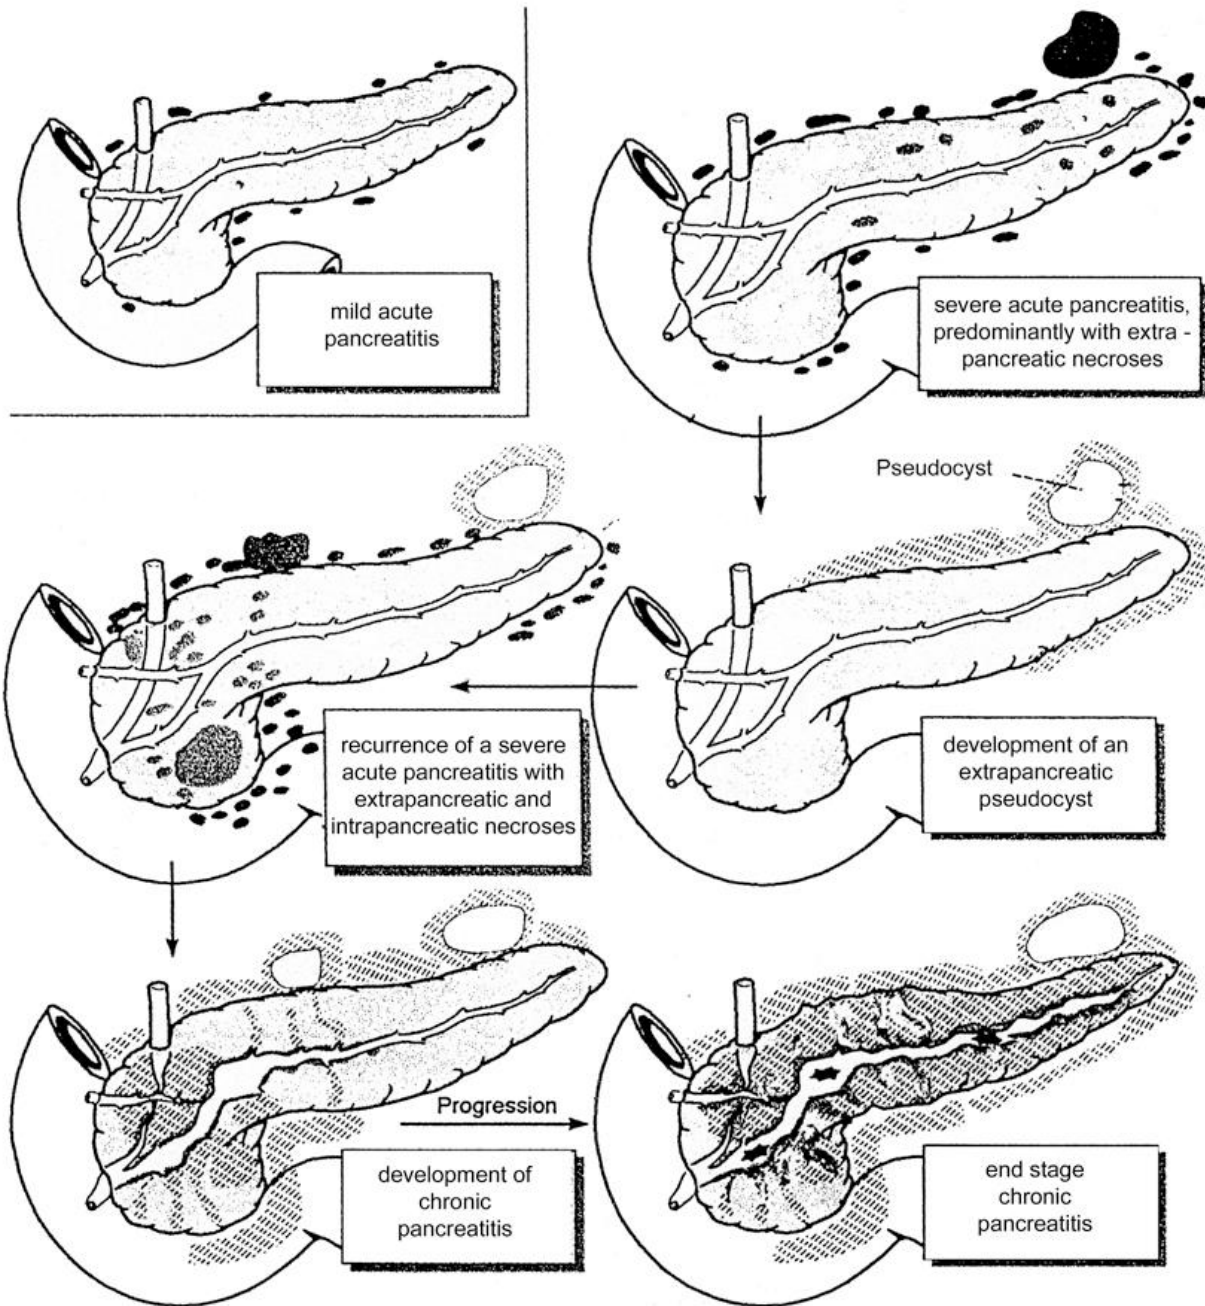 mild acute
pancreatitis
severe acute pancreatitis,
predominantly with extra -
pancreatic necroses
Pseudocyst
recurrence of a severe
acute pancreatitis with
extrapancreatic and
intrapancreatic necroses
development of an
extrapancreatic
pseudocyst
Progression
development of
chronic
pancreatitis
end stage
chronic
pancreatitis